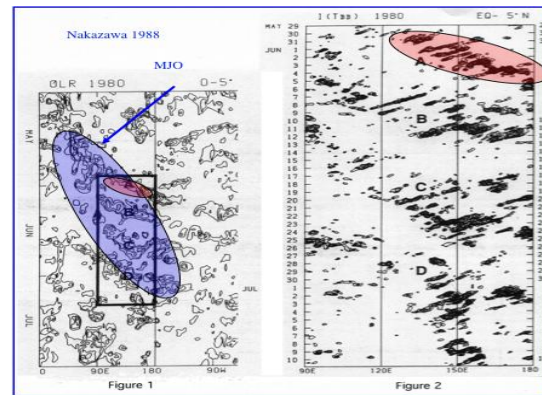 Nakazawa 1988
MJO
OLR 1980
0-5°
MAY
JUN
JUL
JUL
B
C
D
0
90E
180
90W
Figure 1
I (TBB) 1980
EQ- 5°N
MAY
29
30
31
JUN
1
2
3
4
5
6
7
8
9
10
11
12
13
14
15
16
17
18
19
20
21
22
23
24
25
26
27
28
29
30
1
2
3
4
5
6
7
8
9
10
A
B
C
D
90E
120E
150E
180
Figure 2